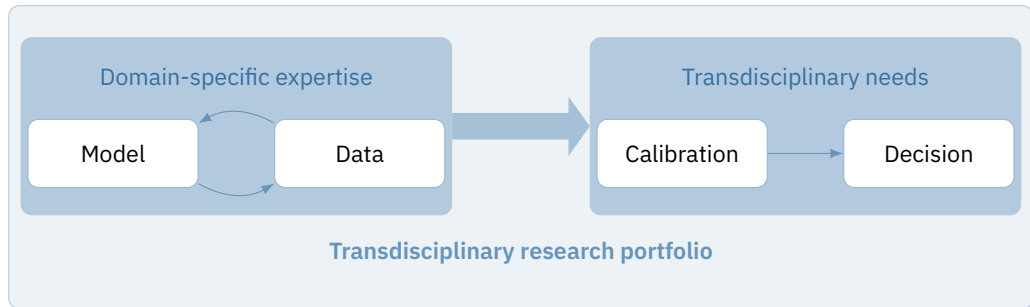 Domain-specific expertise
Model
Data
Transdisciplinary needs
Calibration
Decision
Transdisciplinary research portfolio